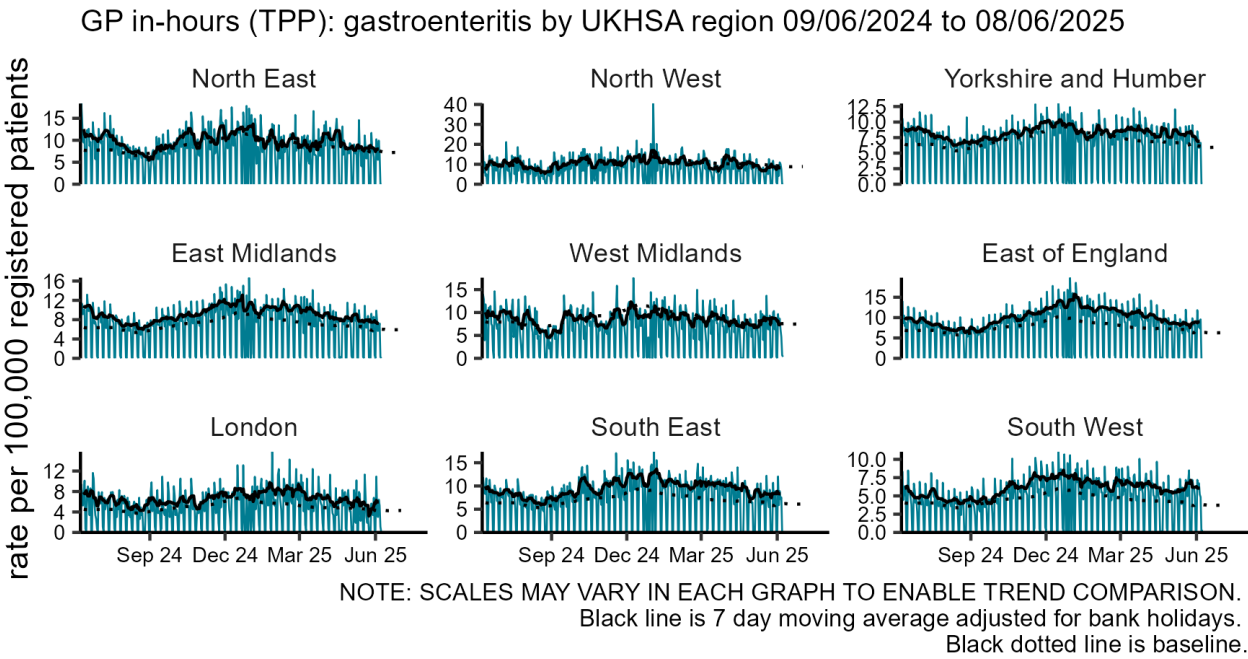 GP in-hours (TPP): gastroenteritis by UKHSA region 09/06/2024 to 08/06/2025
rate per 100,000 registered patients
North East
15
10
5
0
North West
40
30
20
10
0
Yorkshire and Humber
12.5
10.0
7.5
5.0
2.5
0.0
East Midlands
16
12
8
4
0
West Midlands
15
10
5
0
East of England
15
10
5
0
London
12
8
4
0
Sep 24 Dec 24 Mar 25 Jun 25
South East
15
10
5
0
Sep 24 Dec 24 Mar 25 Jun 25
South West
10.0
7.5
5.0
2.5
0.0
Sep 24 Dec 24 Mar 25 Jun 25
NOTE: SCALES MAY VARY IN EACH GRAPH TO ENABLE TREND COMPARISON.
Black line is 7 day moving average adjusted for bank holidays.
Black dotted line is baseline.